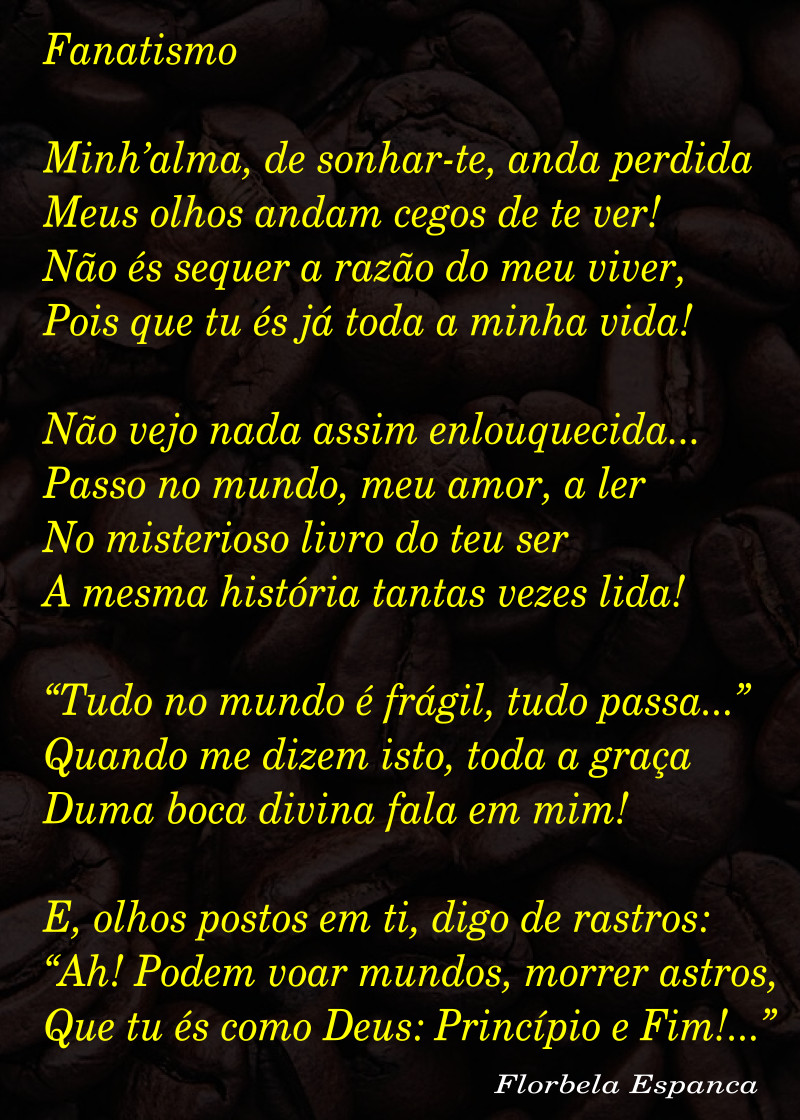 Fanatismo
Minh’alma, de sonhar-te, anda perdida
Meus olhos andam cegos de te ver!
Não és sequer a razão do meu viver,
Pois que tu és já toda a minha vida!
Não vejo nada assim enlouquecida...
Passo no mundo, meu amor, a ler
No misterioso livro do teu ser
A mesma história tantas vezes lida!
“Tudo no mundo é frágil, tudo passa...”
Quando me dizem isto, toda a graça
Duma boca divina fala em mim!
E, olhos postos em ti, digo de rastros:
“Ah! Podem voar mundos, morrer astros,
Que tu és como Deus: Princípio e Fim!...”
Florbela Espanca